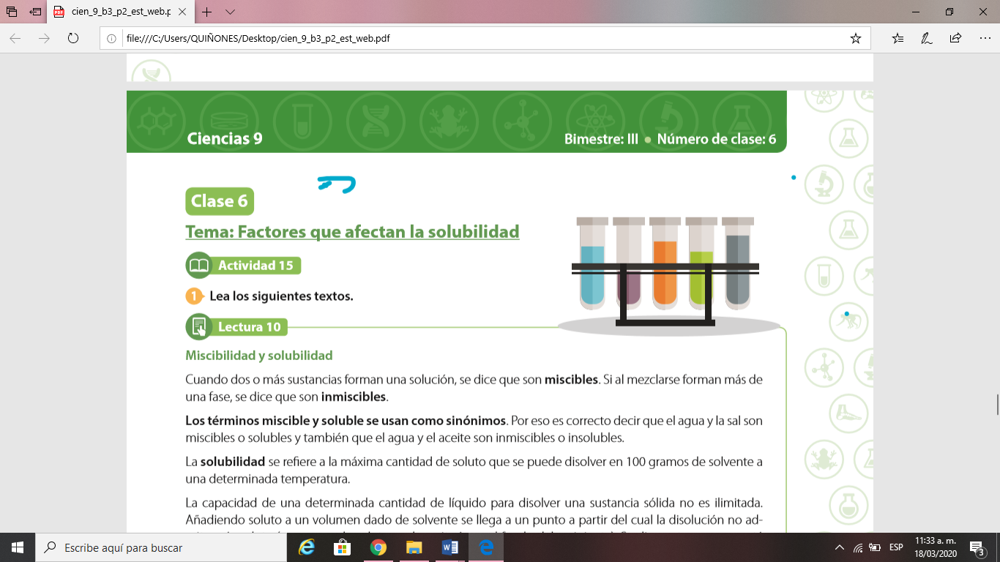 cien_9_b3_p2_est_web.p
file:///C:/Users/QUIÑONES/Desktop/cien_9_b3_p2_est_web.pdf
Ciencias 9
Bimestre: III • Número de clase: 6
Clase 6
Tema: Factores que afectan la solubilidad
Actividad 15
1 Lea los siguientes textos.
Lectura 10
Miscibilidad y solubilidad
Cuando dos o más sustancias forman una solución, se dice que son miscibles. Si al mezclarse forman más de
una fase, se dice que son inmiscibles.
Los términos miscible y soluble se usan como sinónimos. Por eso es correcto decir que el agua y la sal son
miscibles o solubles y también que el agua y el aceite son inmiscibles o insolubles.
La solubilidad se refiere a la máxima cantidad de soluto que se puede disolver en 100 gramos de solvente a
una determinada temperatura.
La capacidad de una determinada cantidad de líquido para disolver una sustancia sólida no es ilimitada.
Añadiendo soluto a un volumen dado de solvente se llega a un punto a partir del cual la disolución no ad-
Escribe aquí para buscar
ESP
11:33 a. m.
18/03/2020
3